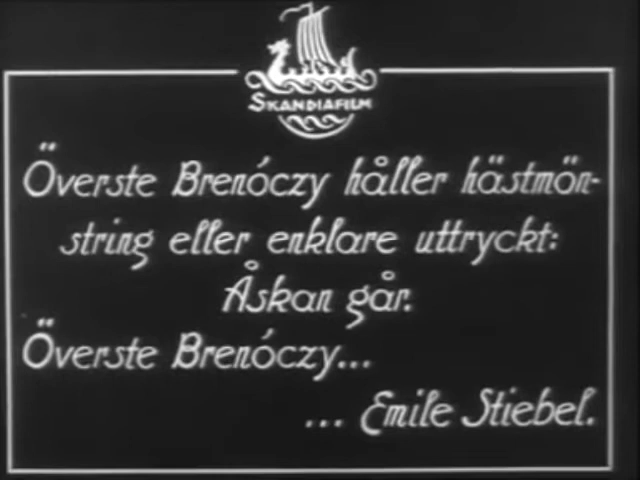 SKANDIAFILM
Överste Brenóczy håller hästmön-
string eller enklare uttryckt:
Åskan går.
Överste Brenóczy...
... Emile Stiebel.